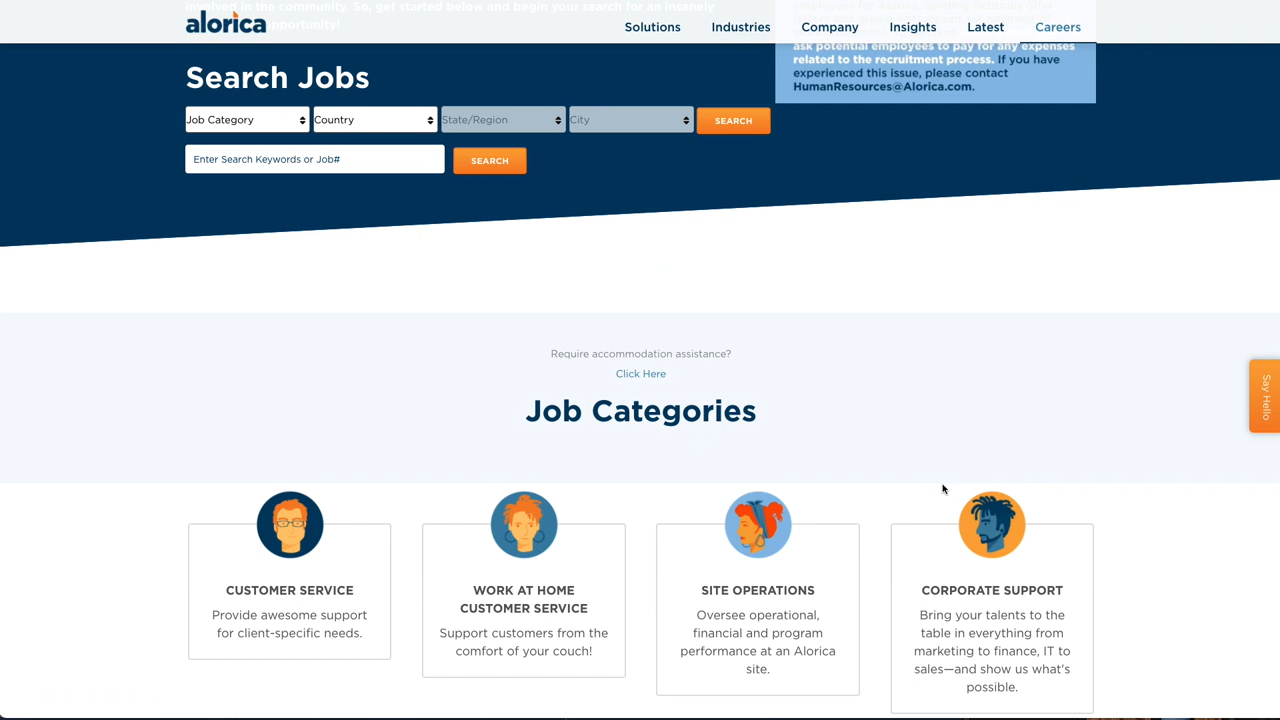 involved in the community. So, get started below and begin your search for an insanely
opportunity!
alorica
Solutions
Industries
Company
Insights
Latest
Careers
ask potential employees to pay for any expenses
related to the recruitment process. If you have
experienced this issue, please contact
HumanResources@Alorica.com.
Search Jobs
Job Category
Country
State/Region
City
SEARCH
Enter Search Keywords or Job#
SEARCH
Require accommodation assistance?
Click Here
Job Categories
Say Hello
CUSTOMER SERVICE
Provide awesome support
for client-specific needs.
WORK AT HOME
CUSTOMER SERVICE
Support customers from the
comfort of your couch!
SITE OPERATIONS
Oversee operational,
financial and program
performance at an Alorica
site.
CORPORATE SUPPORT
Bring your talents to the
table in everything from
marketing to finance, IT to
sales—and show us what's
possible.